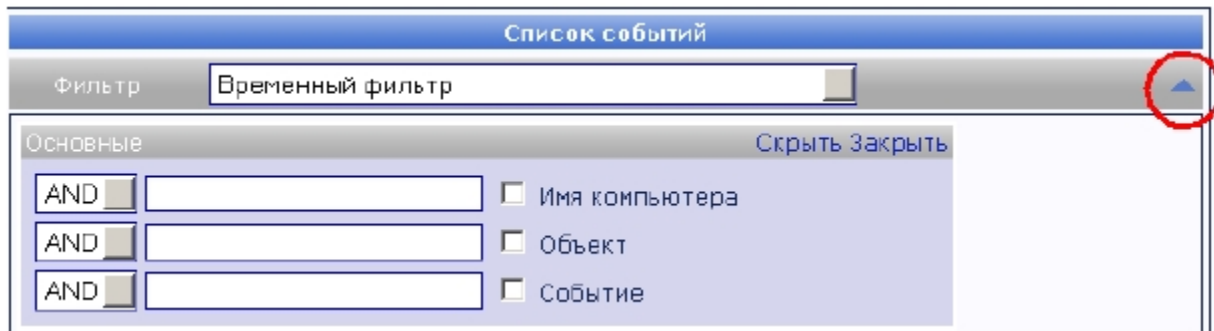 Список событий
Фильтр Временный фильтр
Основные Скрыть Закрыть
AND Имя компьютера
AND Объект
AND Событие